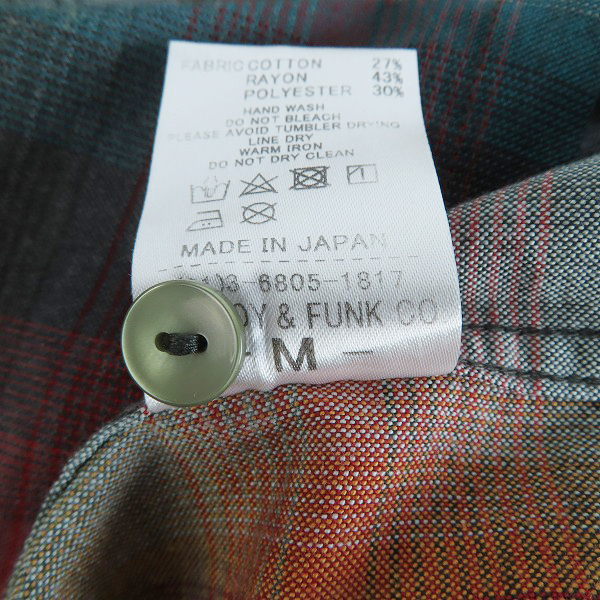 FABRIC COTTON 27%
RAYON 43%
POLYESTER 30%
HAND WASH
DO NOT BLEACH
PLEASE AVOID TUMBLER DRYING
LINE DRY
WARM IRON
DO NOT DRY CLEAN
MADE IN JAPAN
3-6805-1817
& FUNK CO
- M -